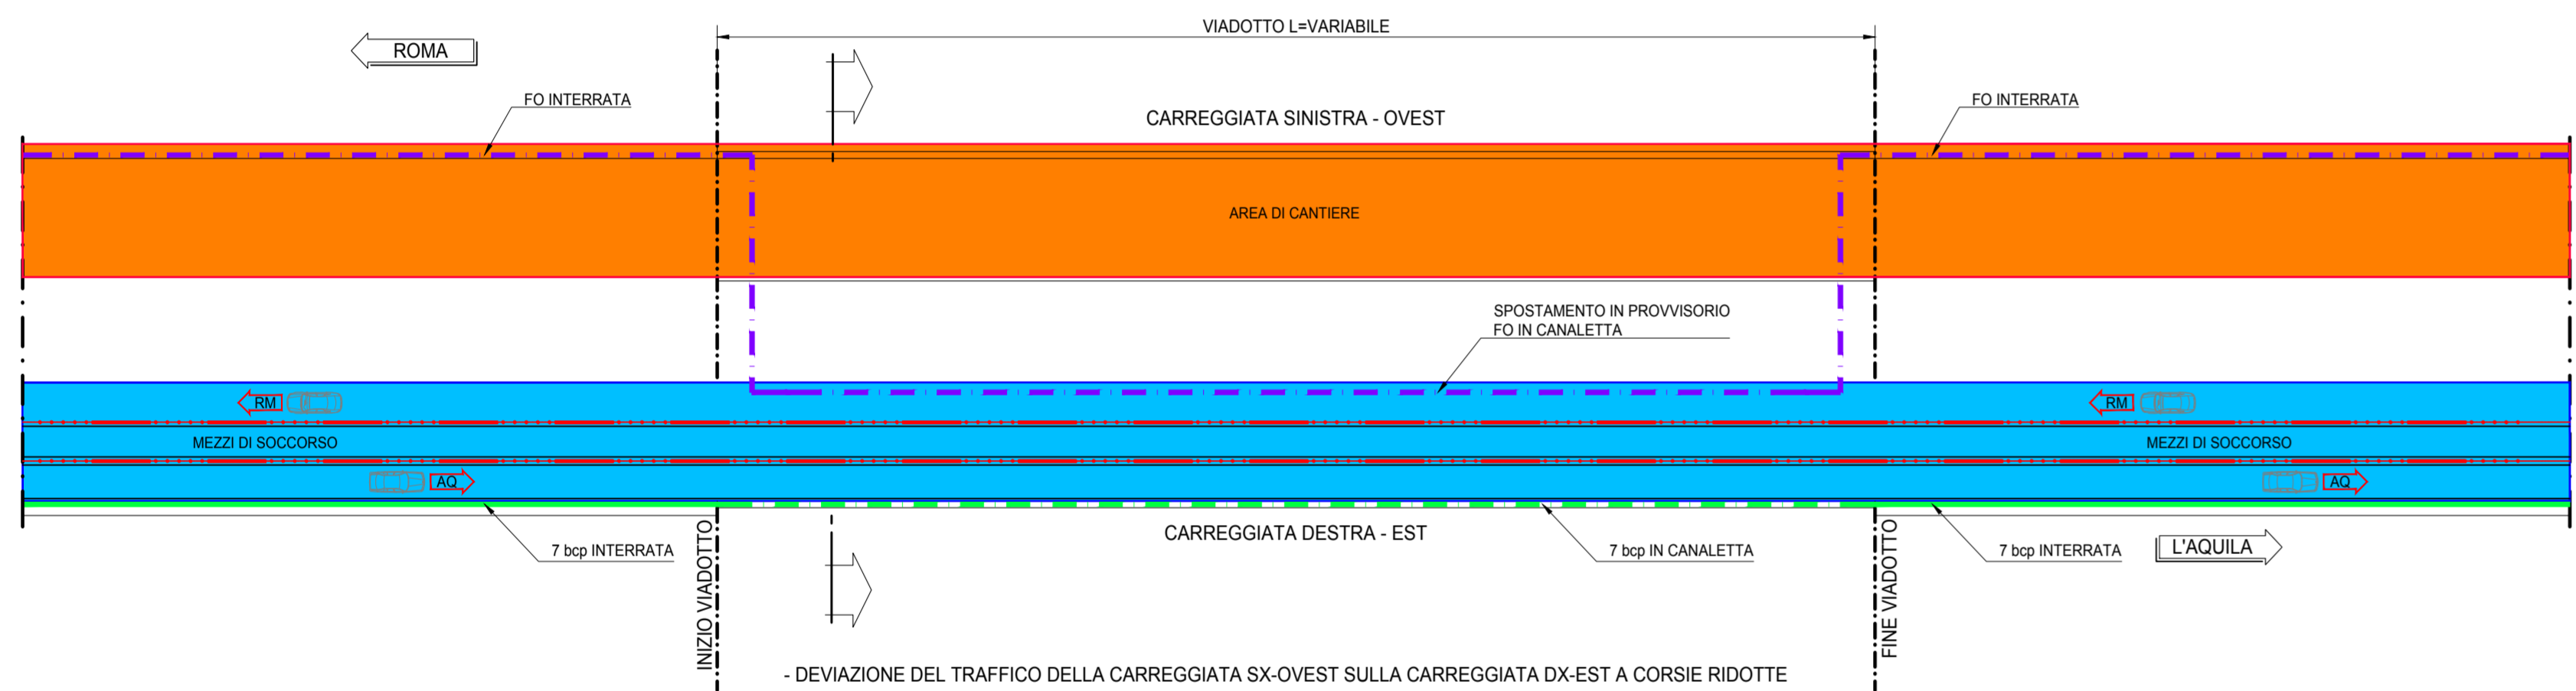 VIADOTTO L=VARIABILE
ROMA
FO INTERRATA
FO INTERRATA
CARREGGIATA SINISTRA - OVEST
AREA DI CANTIERE
SPOSTAMENTO IN PROVVISORIO
FO IN CANALETTA
RM
RM
MEZZI DI SOCCORSO
MEZZI DI SOCCORSO
AQ
AQ
CARREGGIATA DESTRA - EST
7 bcp INTERRATA
7 bcp IN CANALETTA
7 bcp INTERRATA
L'AQUILA
INIZIO VIADOTTO
FINE VIADOTTO
- DEVIAZIONE DEL TRAFFICO DELLA CARREGGIATA SX-OVEST SULLA CARREGGIATA DX-EST A CORSIE RIDOTTE